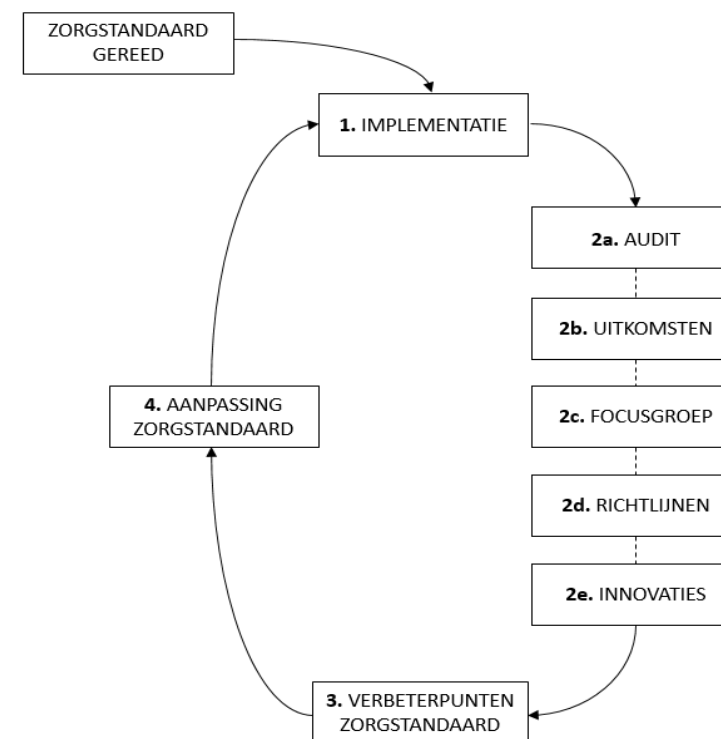 ZORGSTANDAARD
GEREED
1. IMPLEMENTATIE
2a. AUDIT
2b. UITKOMSTEN
2c. FOCUSGROEP
4. AANPASSING
ZORGSTANDAARD
2d. RICHTLIJNEN
2e. INNOVATIES
3. VERBETERPUNTEN
ZORGSTANDAARD